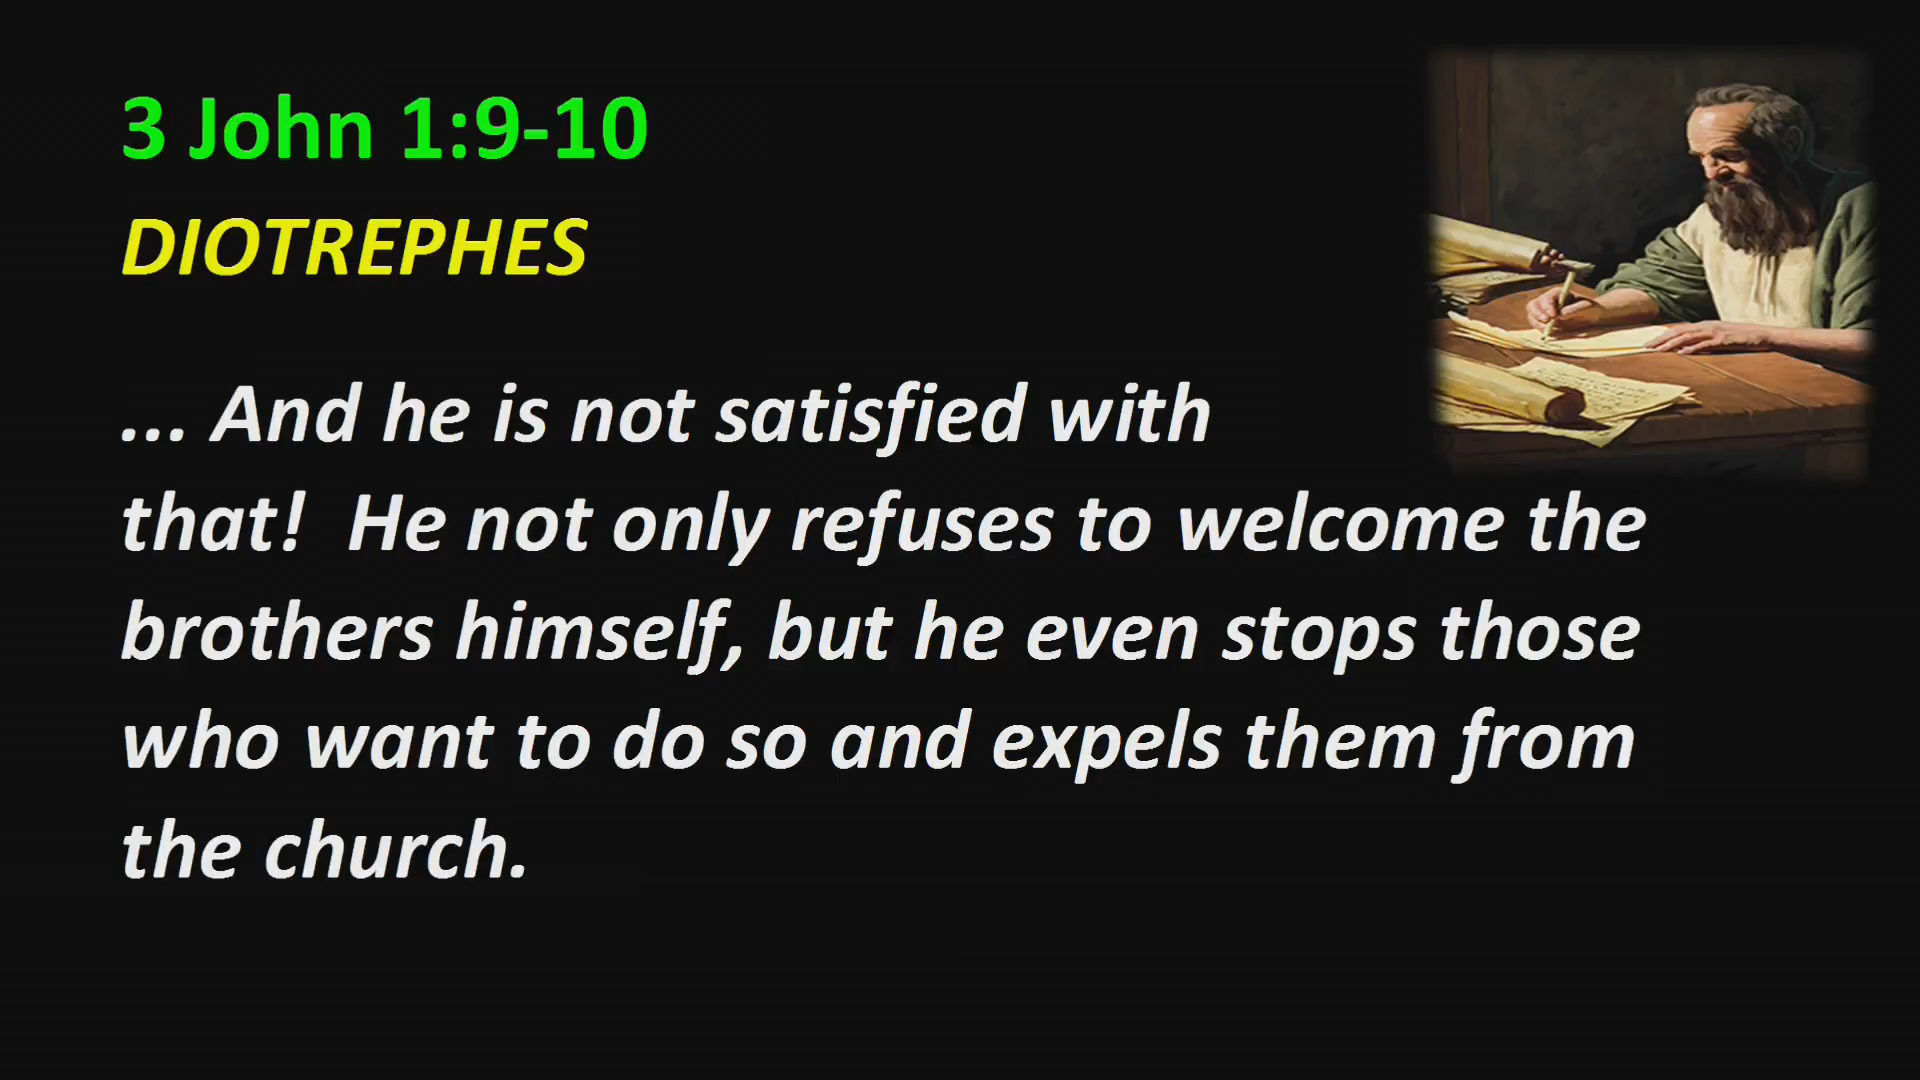 3 John 1:9-10
DIOTREPHES
... And he is not satisfied with
that!  He not only refuses to welcome the
brothers himself, but he even stops those
who want to do so and expels them from
the church.